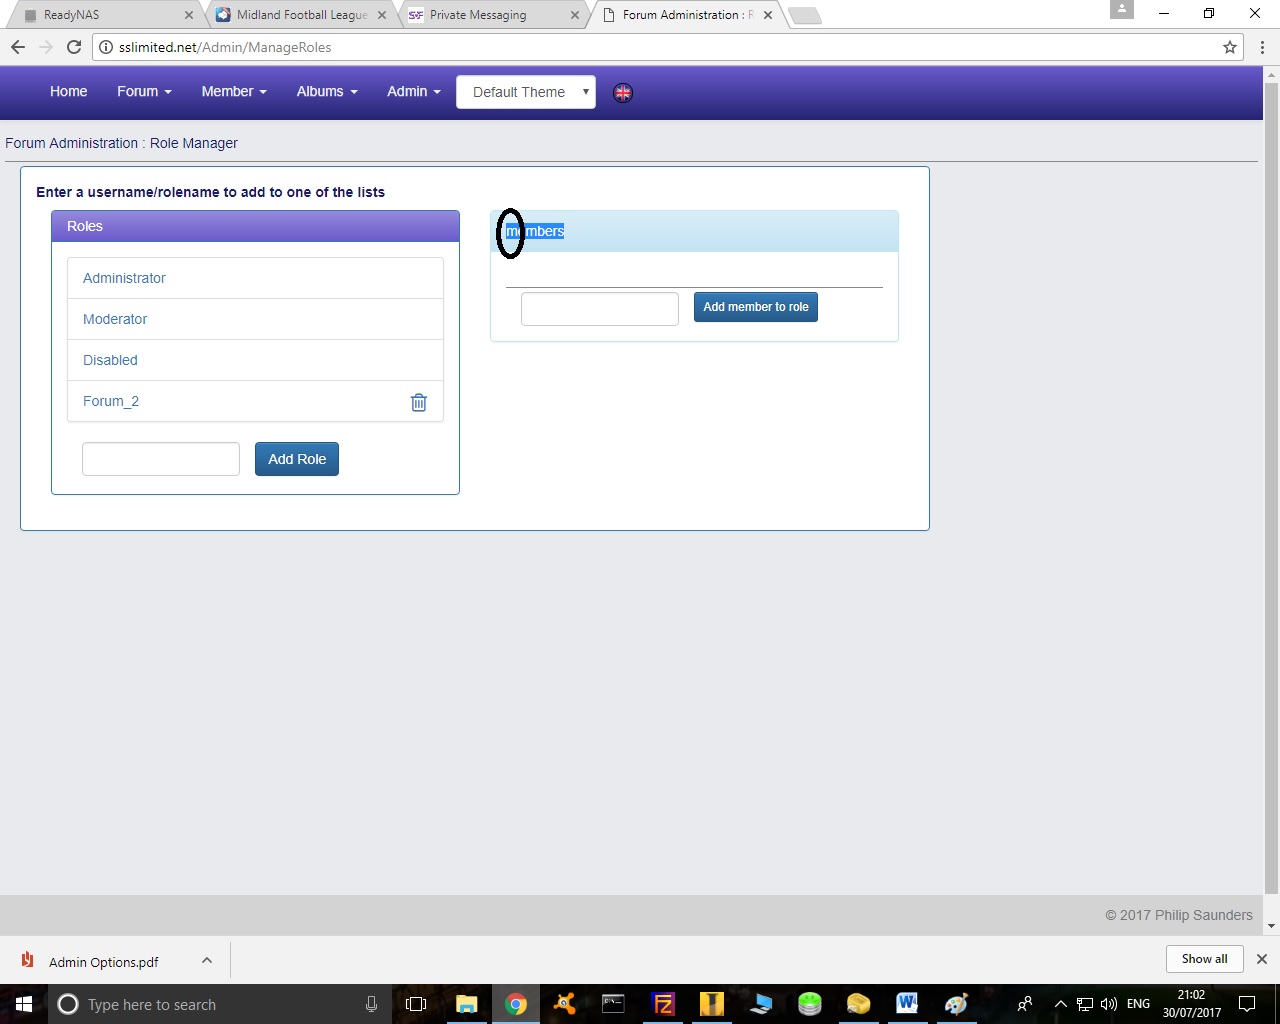 ReadyNAS
Midland Football League
Private Messaging
Forum Administration : R
sslimited.net/Admin/ManageRoles
Home
Forum
Member
Albums
Admin
Default Theme
Forum Administration : Role Manager
Enter a username/rolename to add to one of the lists
Roles
members
Administrator
Moderator
Disabled
Forum_2
Add member to role
Add Role
© 2017 Philip Saunders
Admin Options.pdf
Show all
Type here to search
ENG
21:02
30/07/2017